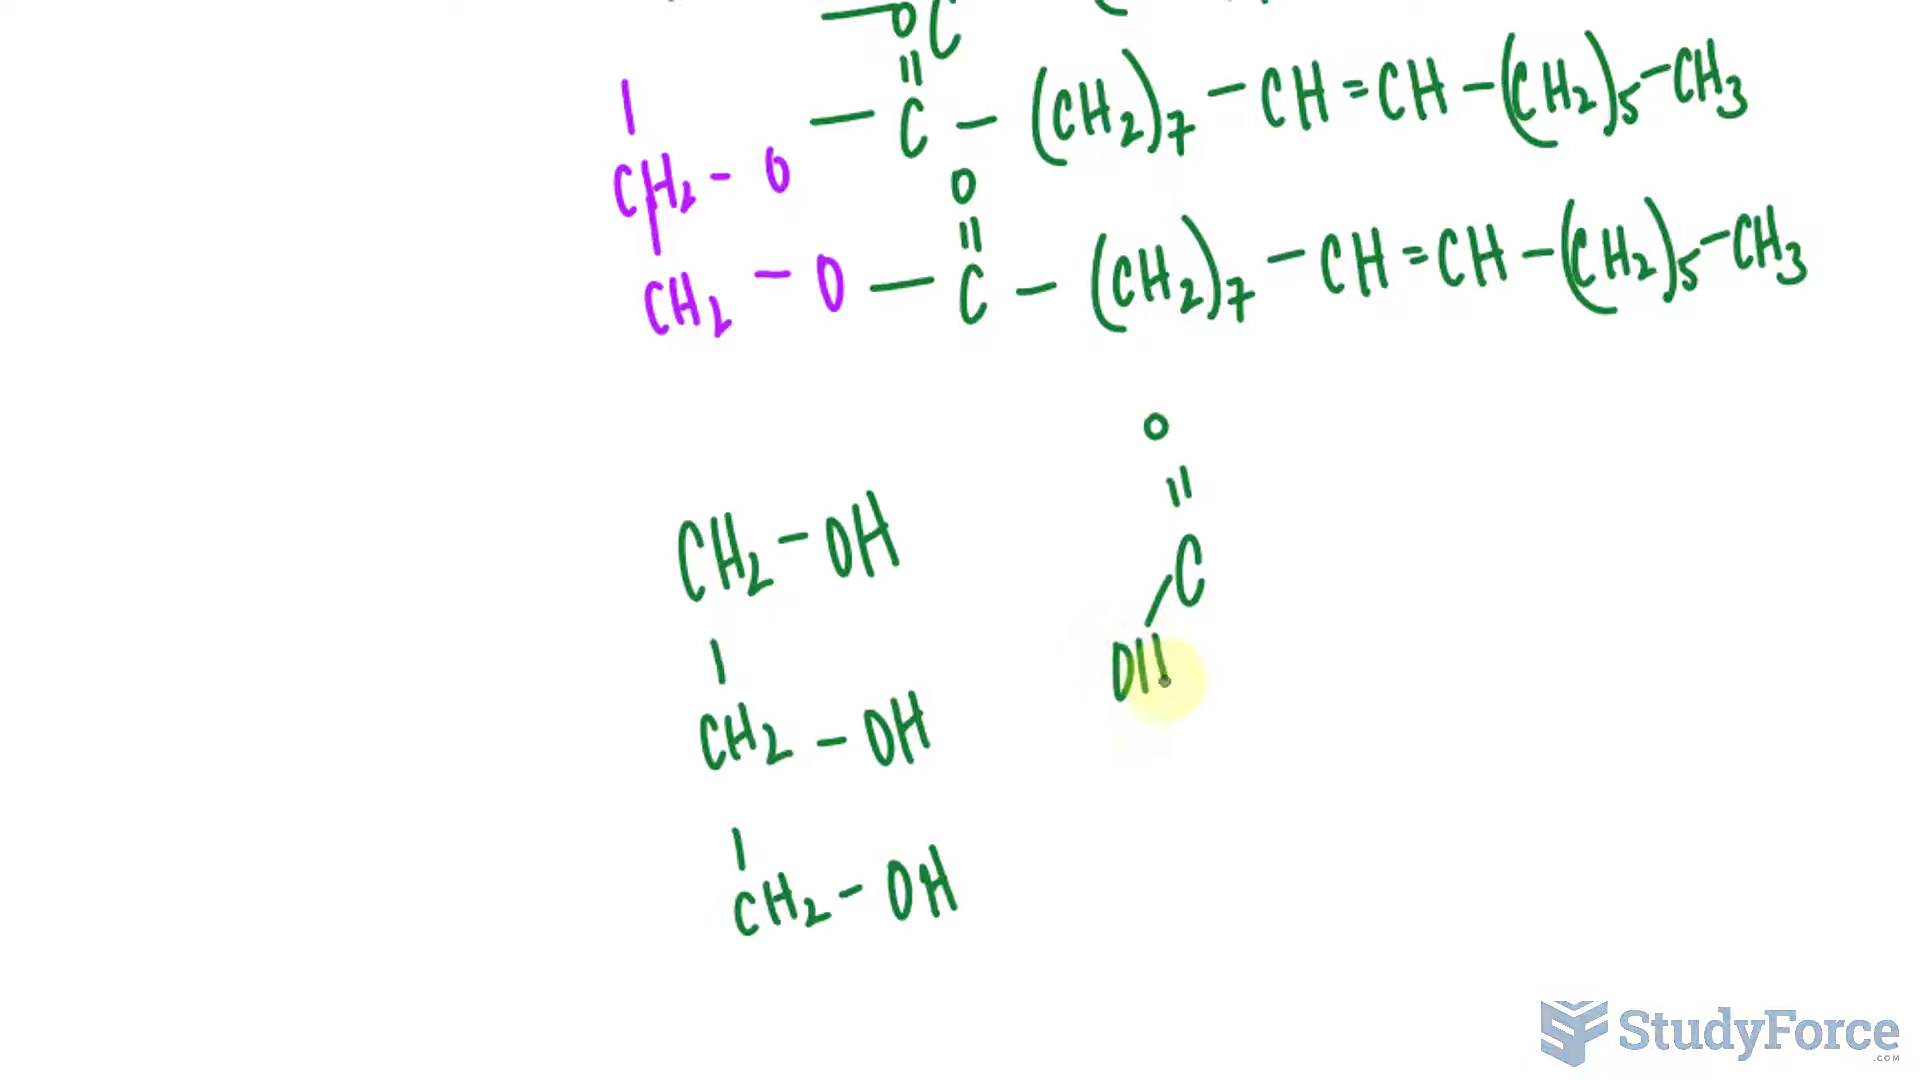 O C
||
C - (CH2)7 - CH = CH - (CH2)5 - CH3
CH2 - O
O
||
CH2 - O - C - (CH2)7 - CH = CH - (CH2)5 - CH3
O
||
CH2 - OH C
OH
CH2 - OH
CH2 - OH
StudyForce
.COM